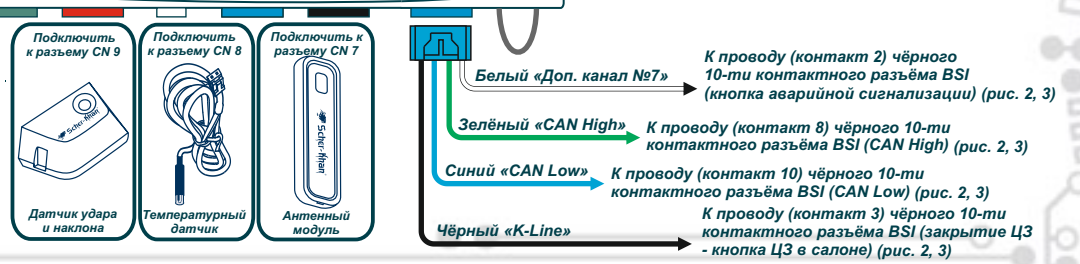 Подключить
к разъему CN 9
Scher-Khan
Датчик удара
и наклона
Подключить
к разъему CN 8
Температурный
датчик
Подключить к
разъему CN 7
Scher-Khan
Антенный
модуль
Белый «Доп. канал №7»
К проводу (контакт 2) чёрного
10-ти контактного разъёма BSI
(кнопка аварийной сигнализации) (рис. 2, 3)
Зелёный «CAN High»
К проводу (контакт 8) чёрного 10-ти
контактного разъёма BSI (CAN High) (рис. 2, 3)
Синий «CAN Low»
К проводу (контакт 10) чёрного 10-ти
контактного разъёма BSI (CAN Low) (рис. 2, 3)
Чёрный «K-Line»
К проводу (контакт 3) чёрного 10-ти
контактного разъёма BSI (закрытие ЦЗ
- кнопка ЦЗ в салоне) (рис. 2, 3)